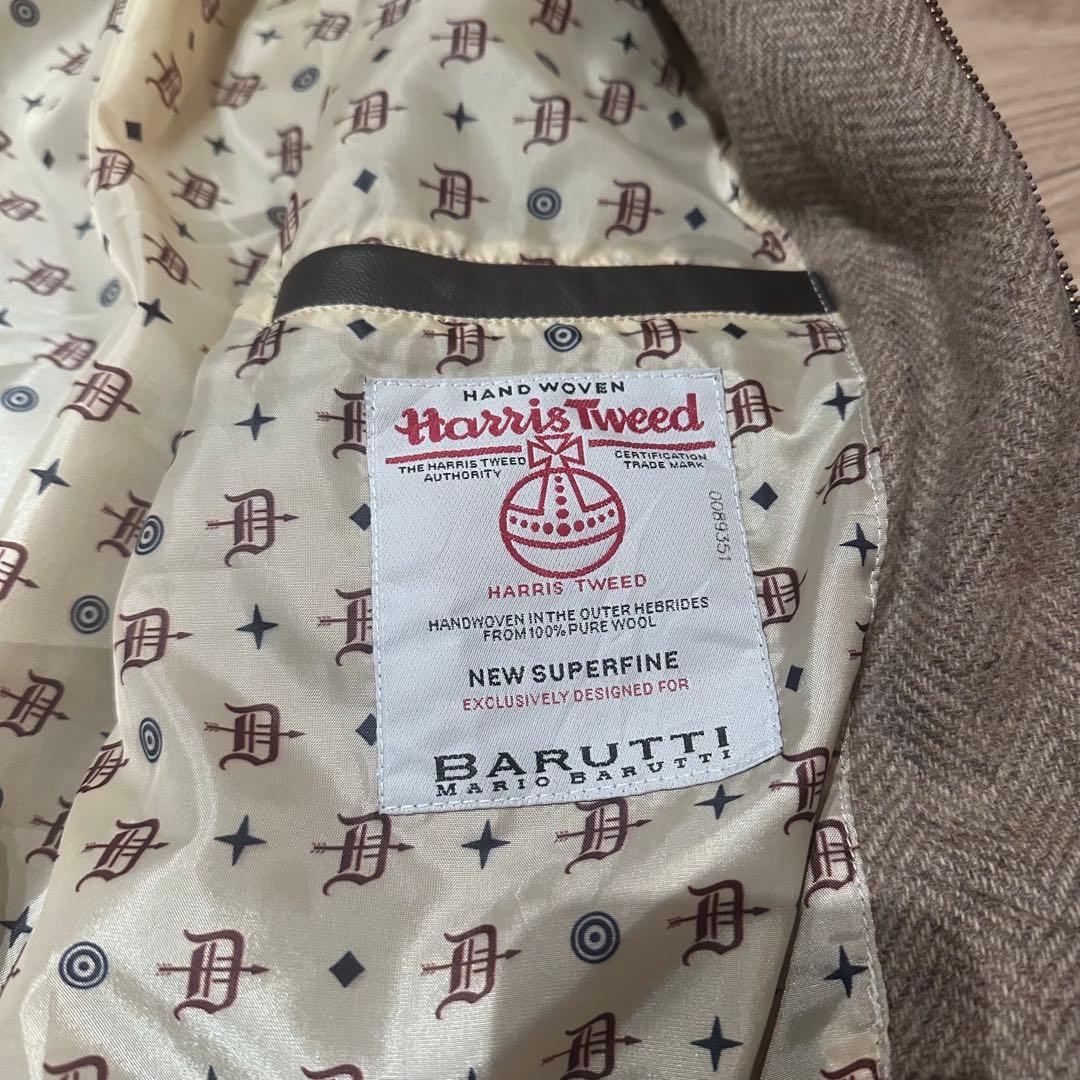 HAND WOVEN
Harris Tweed
THE HARRIS TWEED
AUTHORITY
CERTIFICATION
TRADE MARK
0089351
HARRIS TWEED
HANDWOVEN IN THE OUTER HEBRIDES
FROM 100% PURE WOOL
NEW SUPERFINE
EXCLUSIVELY DESIGNED FOR
BARUTTI
MARIO BARUTTI